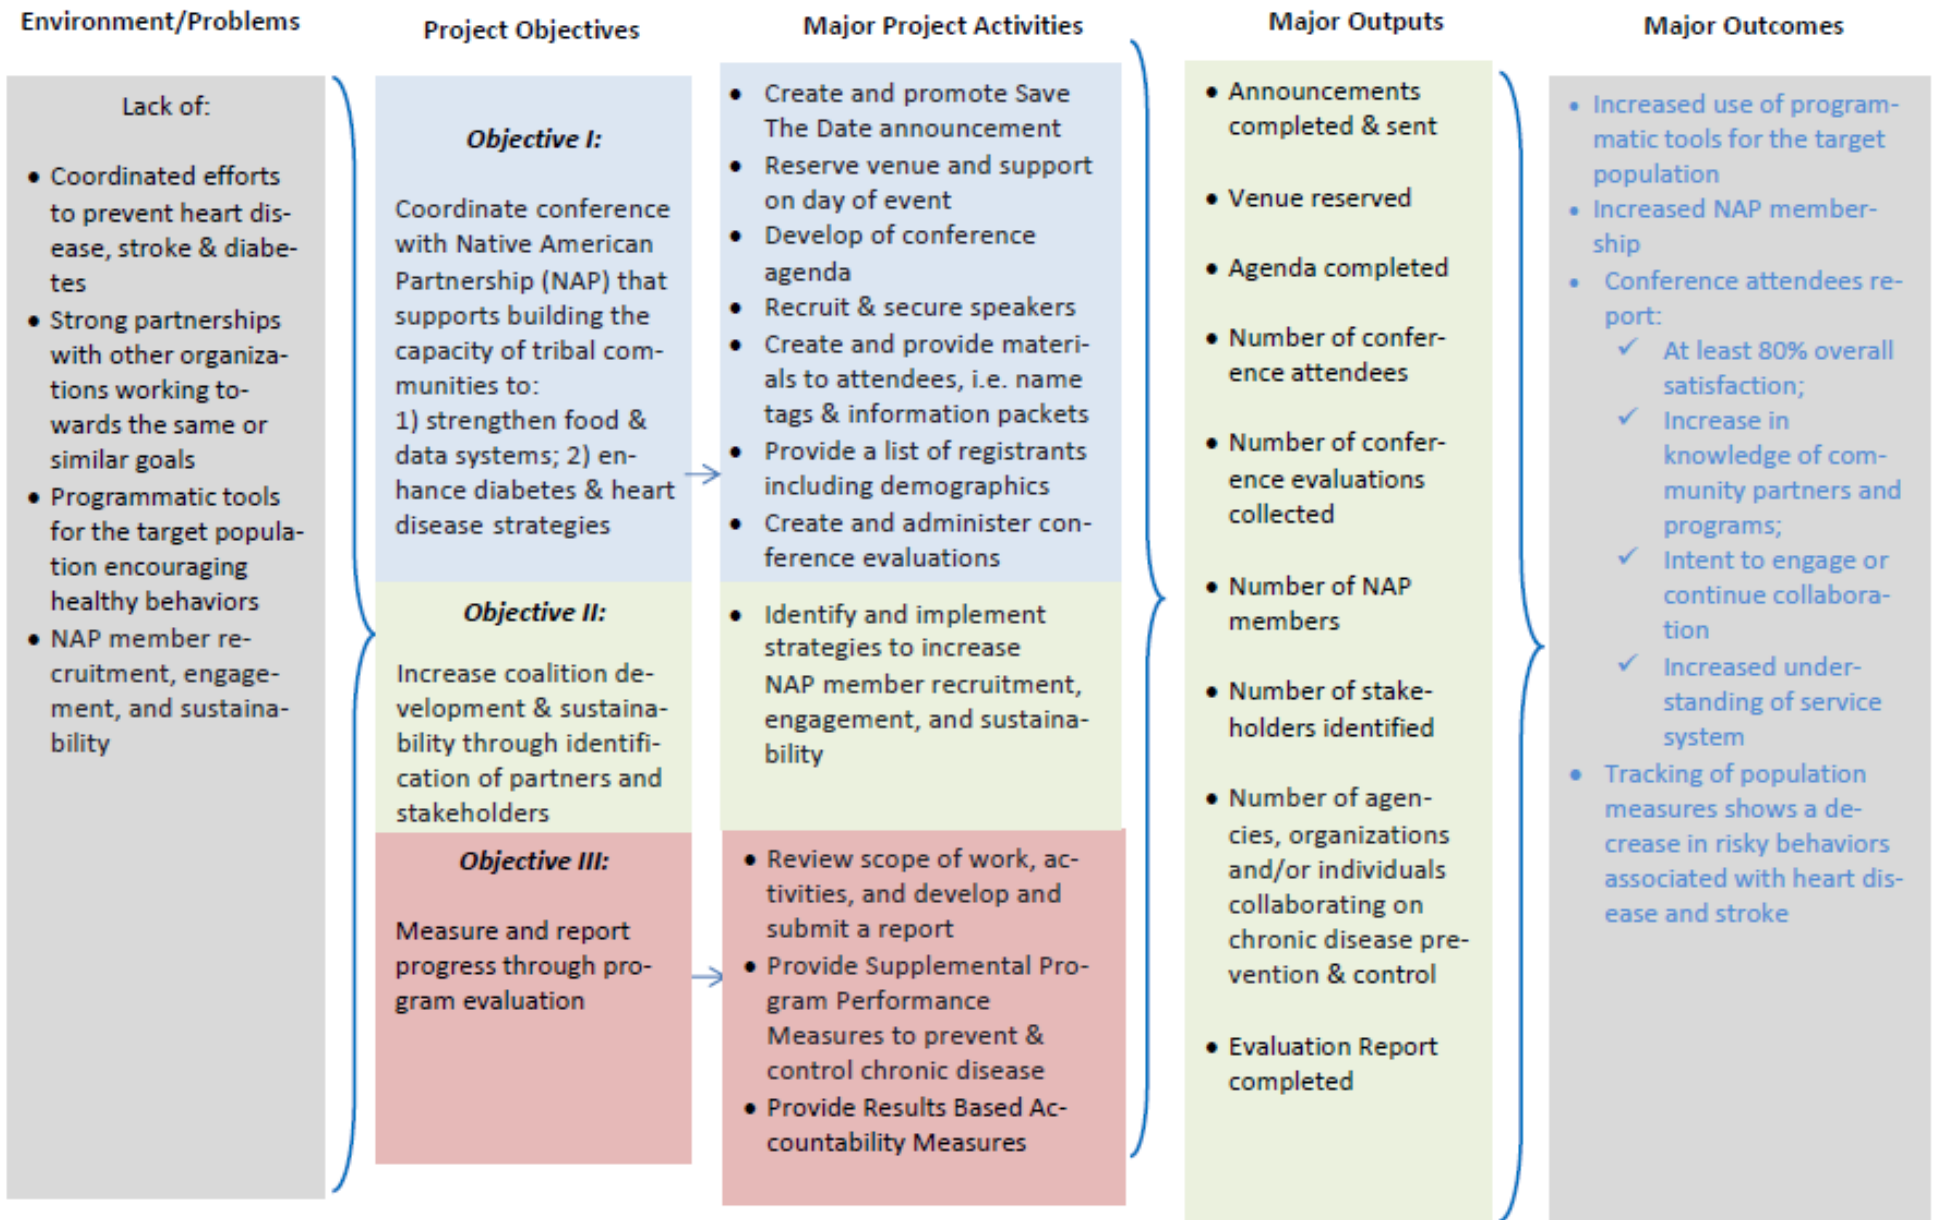 Environment/Problems
Lack of:
• Coordinated efforts
to prevent heart dis-
ease, stroke & diabe-
tes
• Strong partnerships
with other organiza-
tions working to-
wards the same or
similar goals
• Programmatic tools
for the target popula-
tion encouraging
healthy behaviors
• NAP member re-
cruitment, engage-
ment, and sustaina-
bility
Project Objectives
Objective I:
Coordinate conference
with Native American
Partnership (NAP) that
supports building the
capacity of tribal com-
munities to:
1) strengthen food &
data systems; 2) en-
hance diabetes & heart
disease strategies
Objective II:
Increase coalition de-
velopment & sustaina-
bility through identifi-
cation of partners and
stakeholders
Objective III:
Measure and report
progress through pro-
gram evaluation
Major Project Activities
• Create and promote Save
The Date announcement
• Reserve venue and support
on day of event
• Develop of conference
agenda
• Recruit & secure speakers
• Create and provide materi-
als to attendees, i.e. name
tags & information packets
• Provide a list of registrants
including demographics
• Create and administer con-
ference evaluations
• Identify and implement
strategies to increase
NAP member recruitment,
engagement, and sustaina-
bility
• Review scope of work, ac-
tivities, and develop and
submit a report
• Provide Supplemental Pro-
gram Performance
Measures to prevent &
control chronic disease
• Provide Results Based Ac-
countability Measures
Major Outputs
• Announcements
completed & sent
• Venue reserved
• Agenda completed
• Number of confer-
ence attendees
• Number of confer-
ence evaluations
collected
• Number of NAP
members
• Number of stake-
holders identified
• Number of agen-
cies, organizations
and/or individuals
collaborating on
chronic disease pre-
vention & control
• Evaluation Report
completed
Major Outcomes
• Increased use of program-
matic tools for the target
population
• Increased NAP member-
ship
• Conference attendees re-
port:
✓ At least 80% overall
satisfaction;
✓ Increase in
knowledge of com-
munity partners and
programs;
✓ Intent to engage or
continue collabora-
tion
✓ Increased under-
standing of service
system
• Tracking of population
measures shows a de-
crease in risky behaviors
associated with heart dis-
ease and stroke